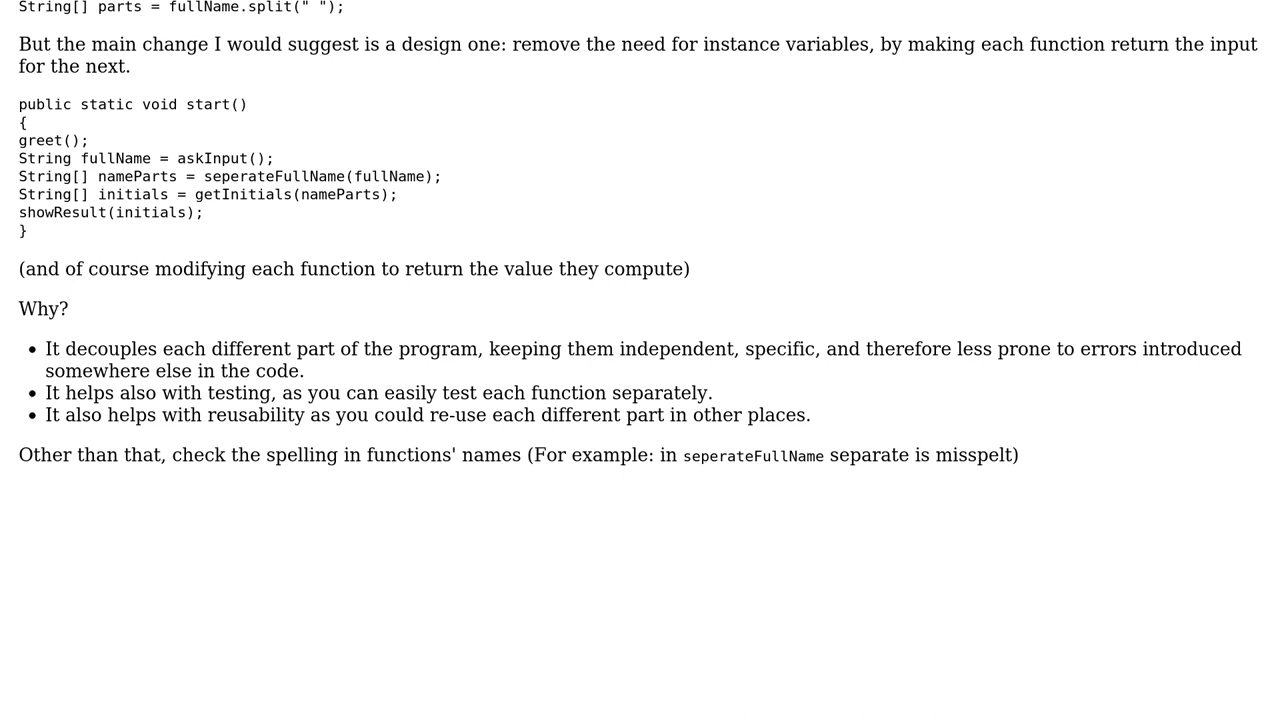 String[] parts = fullName.split(" ");
But the main change I would suggest is a design one: remove the need for instance variables, by making each function return the input
for the next.
public static void start()
{
greet();
String fullName = askInput();
String[] nameParts = seperateFullName(fullName);
String[] initials = getInitials(nameParts);
showResult(initials);
}
(and of course modifying each function to return the value they compute)
Why?
• It decouples each different part of the program, keeping them independent, specific, and therefore less prone to errors introduced
somewhere else in the code.
• It helps also with testing, as you can easily test each function separately.
• It also helps with reusability as you could re-use each different part in other places.
Other than that, check the spelling in functions' names (For example: in seperateFullName separate is misspelt)